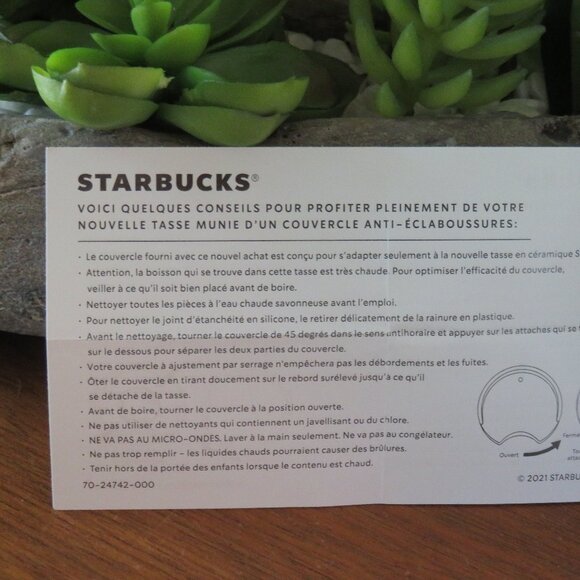 STARBUCKS®
VOICI QUELQUES CONSEILS POUR PROFITER PLEINEMENT DE VOTRE
NOUVELLE TASSE MUNIE D'UN COUVERCLE ANTI-ÉCLABOUSSURES:
· Le couvercle fourni avec ce nouvel achat est conçu pour s'adapter seulement à la nouvelle tasse en céramique S
· Attention, la boisson qui se trouve dans cette tasse est très chaude. Pour optimiser l'efficacité du couvercle,
veiller à ce qu'il soit bien placé avant de boire.
· Nettoyer toutes les pièces à l'eau chaude savonneuse avant l'emploi.
· Pour nettoyer le joint d'étanchéité en silicone, le retirer délicatement de la rainure en plastique.
· Avant le nettoyage, tourner le couvercle de 45 degrés dans le sens antihoraire et appuyer sur les attaches qui se
sur le dessous pour séparer les deux parties du couvercle.
· Votre couvercle à ajustement par serrage n'empêchera pas les débordements et les fuites.
· Ôter le couvercle en tirant doucement sur le rebord surélevé jusqu'à ce qu'il
se détache de la tasse.
· Avant de boire, tourner le couvercle à la position ouverte.
· Ne pas utiliser de nettoyants qui contiennent un javellisant ou du chlore.
· NE VA PAS AU MICRO-ONDES. Laver à la main seulement. Ne va pas au congélateur.
· Ne pas trop remplir – les liquides chauds pourraient causer des brûlures.
· Tenir hors de la portée des enfants lorsque le contenu est chaud.
Ouvert
70-24742-000
© 2021 STARBU